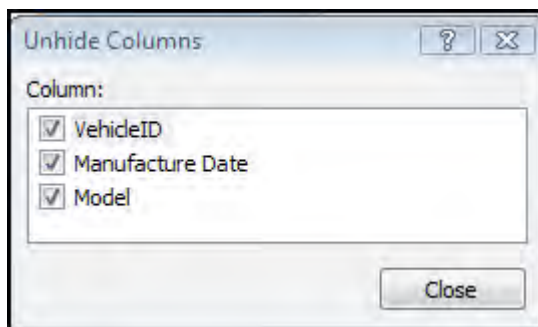 Unhide Columns
Column:
VehicleID
Manufacture Date
Model
Close